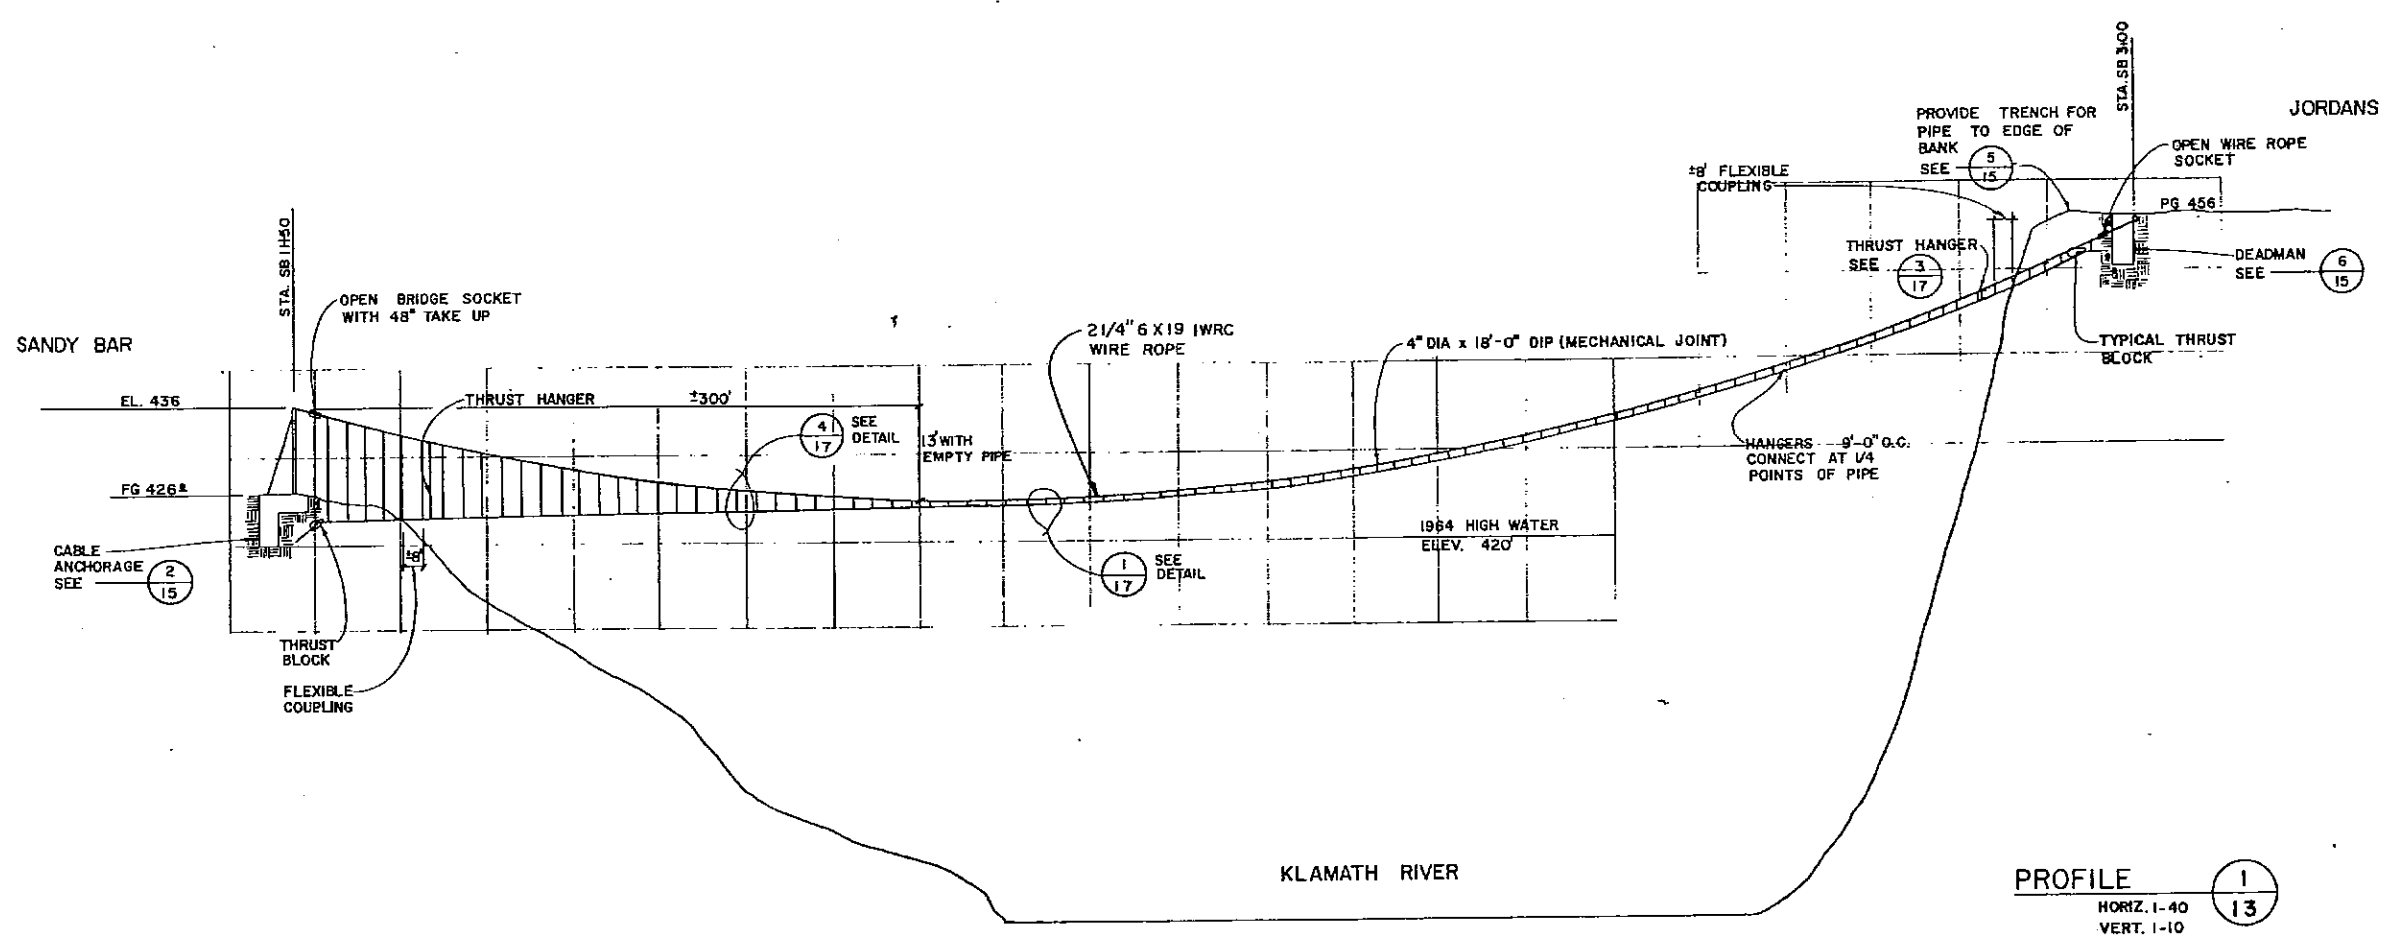 STA. SB 3+00
JORDANS
PROVIDE TRENCH FOR
PIPE TO EDGE OF
BANK
SEE 5
15
OPEN WIRE ROPE
SOCKET
±8' FLEXIBLE
COUPLING
PG 456
STA. SB 1 H50
THRUST HANGER
SEE 3
17
DEADMAN
SEE 6
15
OPEN BRIDGE SOCKET
WITH 48" TAKE UP
SANDY BAR
2 1/4" 6 X 19 IWRC
WIRE ROPE
4" DIA x 18'-0" DIP (MECHANICAL JOINT)
TYPICAL THRUST
BLOCK
EL. 436
THRUST HANGER
±300'
4
17
SEE
DETAIL
13' WITH
EMPTY PIPE
HANGERS 9'-0" O.C.
CONNECT AT 1/4
POINTS OF PIPE
FG 426±
1964 HIGH WATER
ELEV. 420'
CABLE
ANCHORAGE
SEE 2
15
±8'
1
17
SEE
DETAIL
THRUST
BLOCK
FLEXIBLE
COUPLING
KLAMATH RIVER
PROFILE 1
13
HORIZ. 1-40
VERT. 1-10